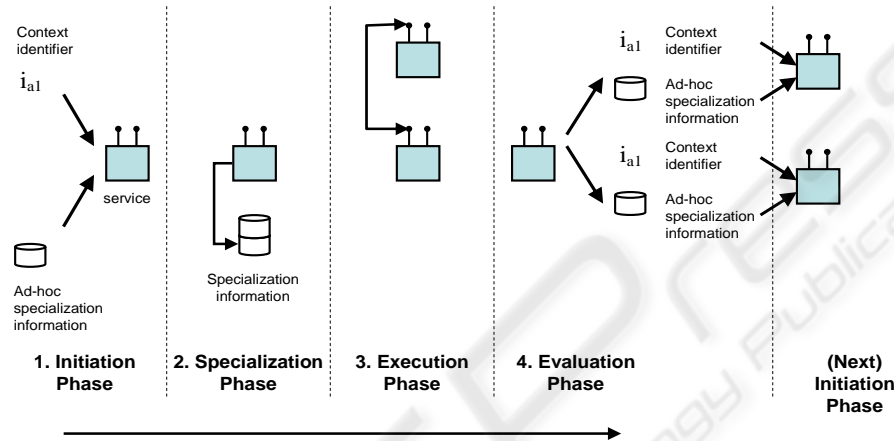 Context
identifier
i_a1
service
Ad-hoc
specialization
information
1. Initiation
Phase
Specialization
information
2. Specialization
Phase
3. Execution
Phase
i_a1
Context
identifier
Ad-hoc
specialization
information
i_a1
Context
identifier
Ad-hoc
specialization
information
4. Evaluation
Phase
(Next)
Initiation
Phase